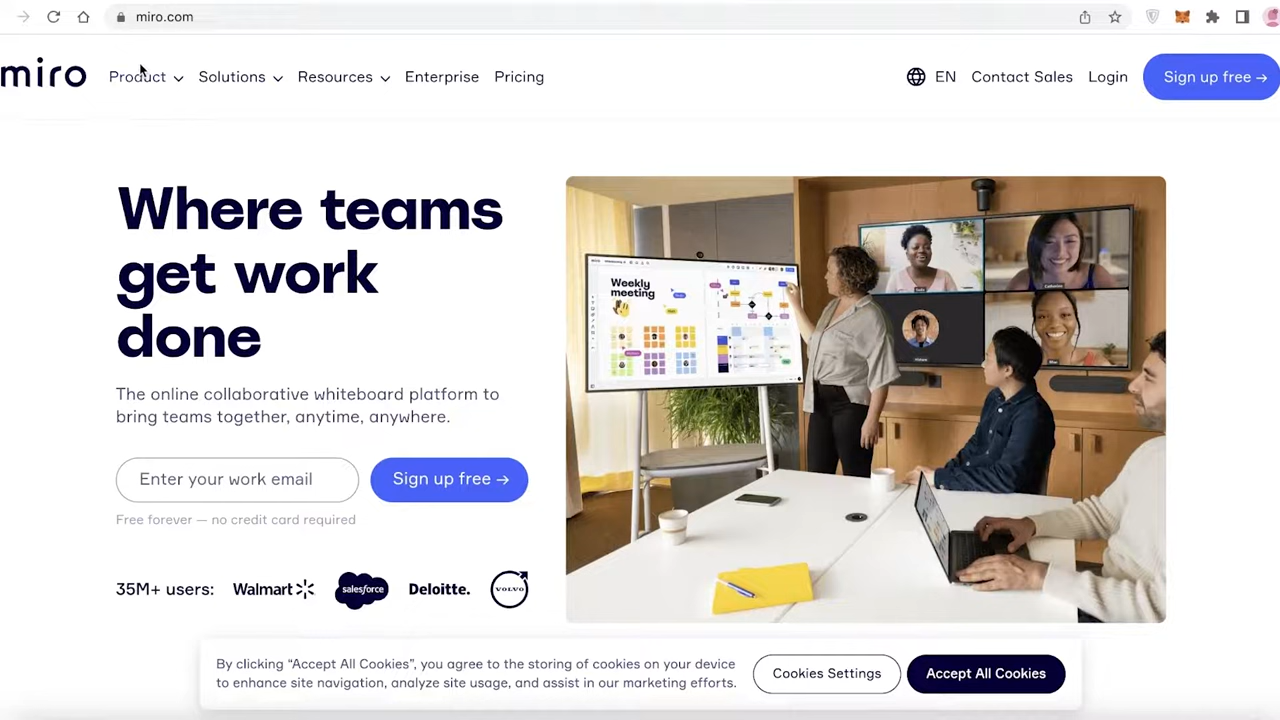 miro.com
miro
Product
Solutions
Resources
Enterprise
Pricing
EN
Contact Sales
Login
Sign up free →
Where teams
get work
done
The online collaborative whiteboard platform to
bring teams together, anytime, anywhere.
Enter your work email
Sign up free →
Free forever — no credit card required
35M+ users:
Walmart
salesforce
Deloitte.
VOLVO
Weekly
meeting
By clicking “Accept All Cookies”, you agree to the storing of cookies on your device
to enhance site navigation, analyze site usage, and assist in our marketing efforts.
Cookies Settings
Accept All Cookies